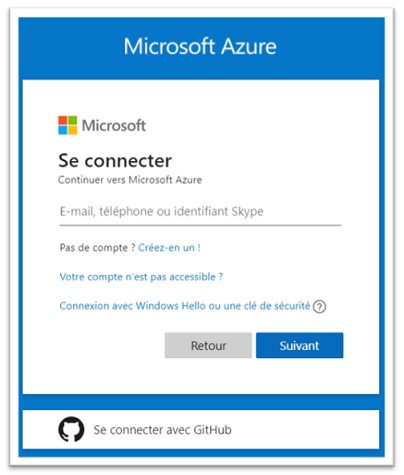 Microsoft Azure
Microsoft
Se connecter
Continuer vers Microsoft Azure
E-mail, téléphone ou identifiant Skype
Pas de compte ? Créez-en un !
Votre compte n'est pas accessible ?
Connexion avec Windows Hello ou une clé de sécurité ?
Retour Suivant
Se connecter avec GitHub